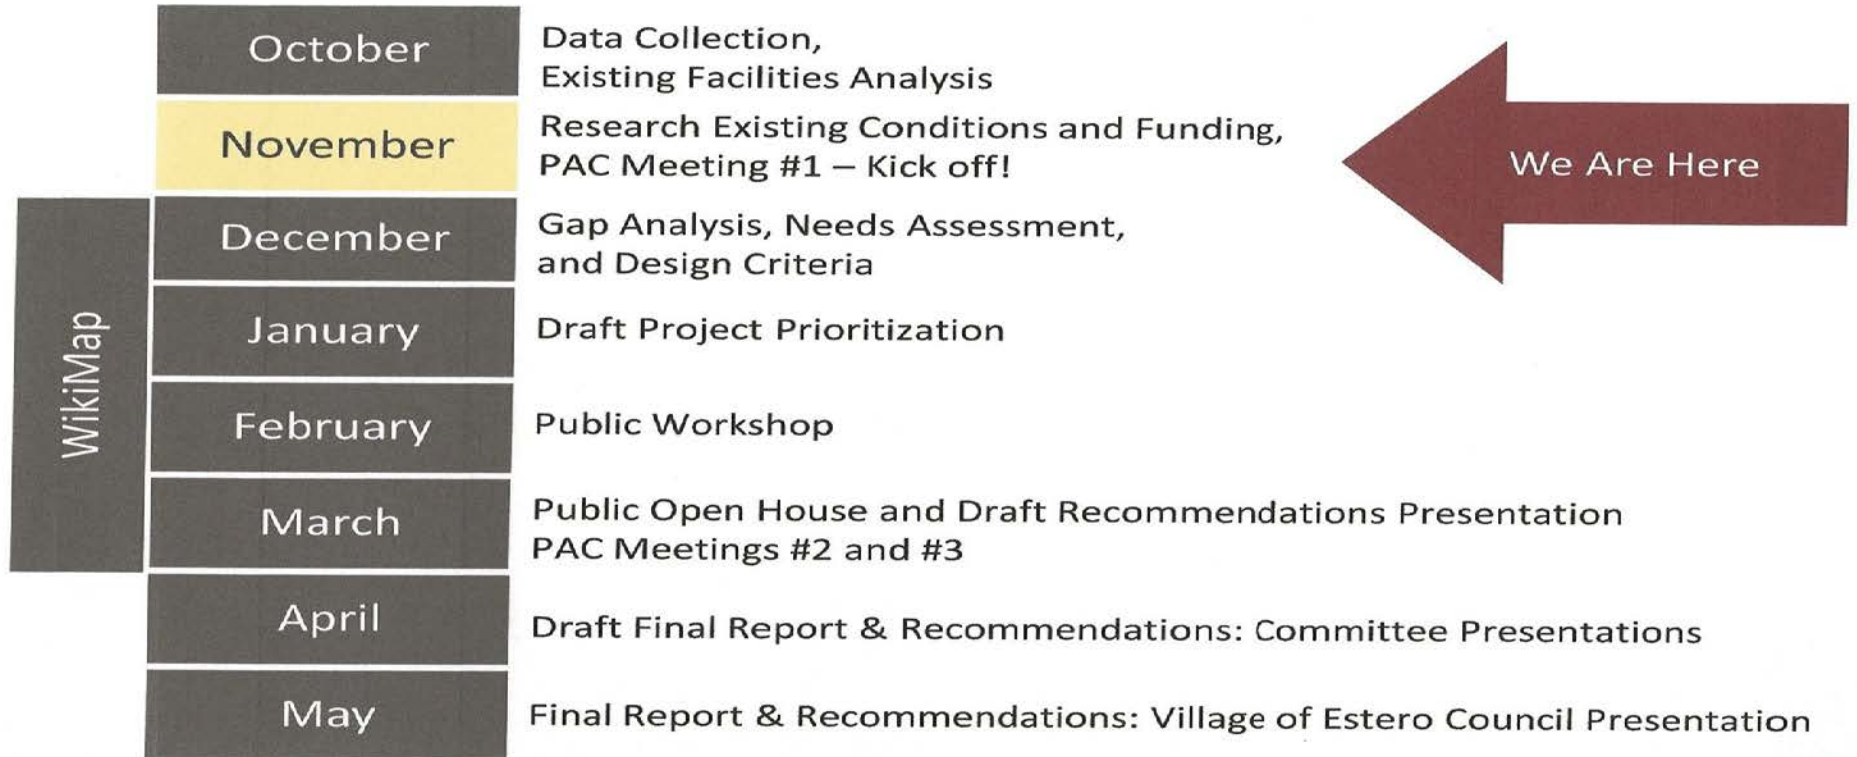 October
Data Collection,
Existing Facilities Analysis
November
Research Existing Conditions and Funding,
PAC Meeting #1 – Kick off!
We Are Here
WikiMap
December
Gap Analysis, Needs Assessment,
and Design Criteria
January
Draft Project Prioritization
February
Public Workshop
March
Public Open House and Draft Recommendations Presentation
PAC Meetings #2 and #3
April
Draft Final Report & Recommendations: Committee Presentations
May
Final Report & Recommendations: Village of Estero Council Presentation